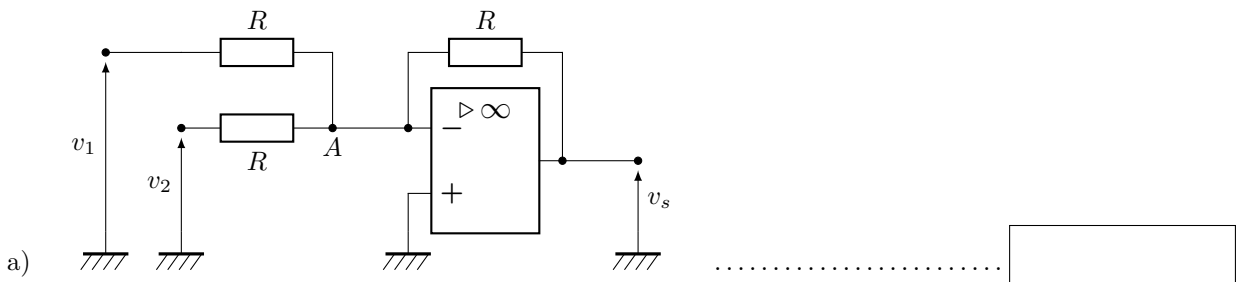 R R
▷ ∞
−
v1
R
A
v2
+
vs
a) ..............................